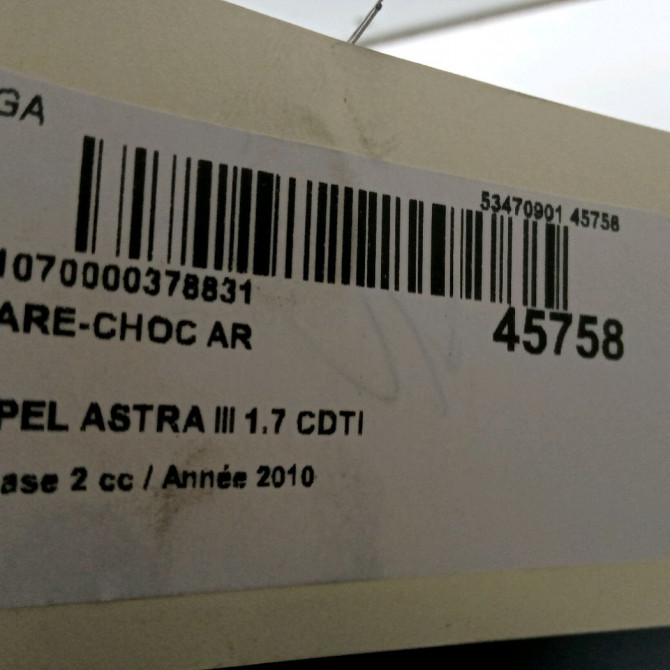 GA
53470901 45758
1070000378831
45758
ARE-CHOC AR
PEL ASTRA III 1.7 CDTI
ase 2 cc / Année 2010